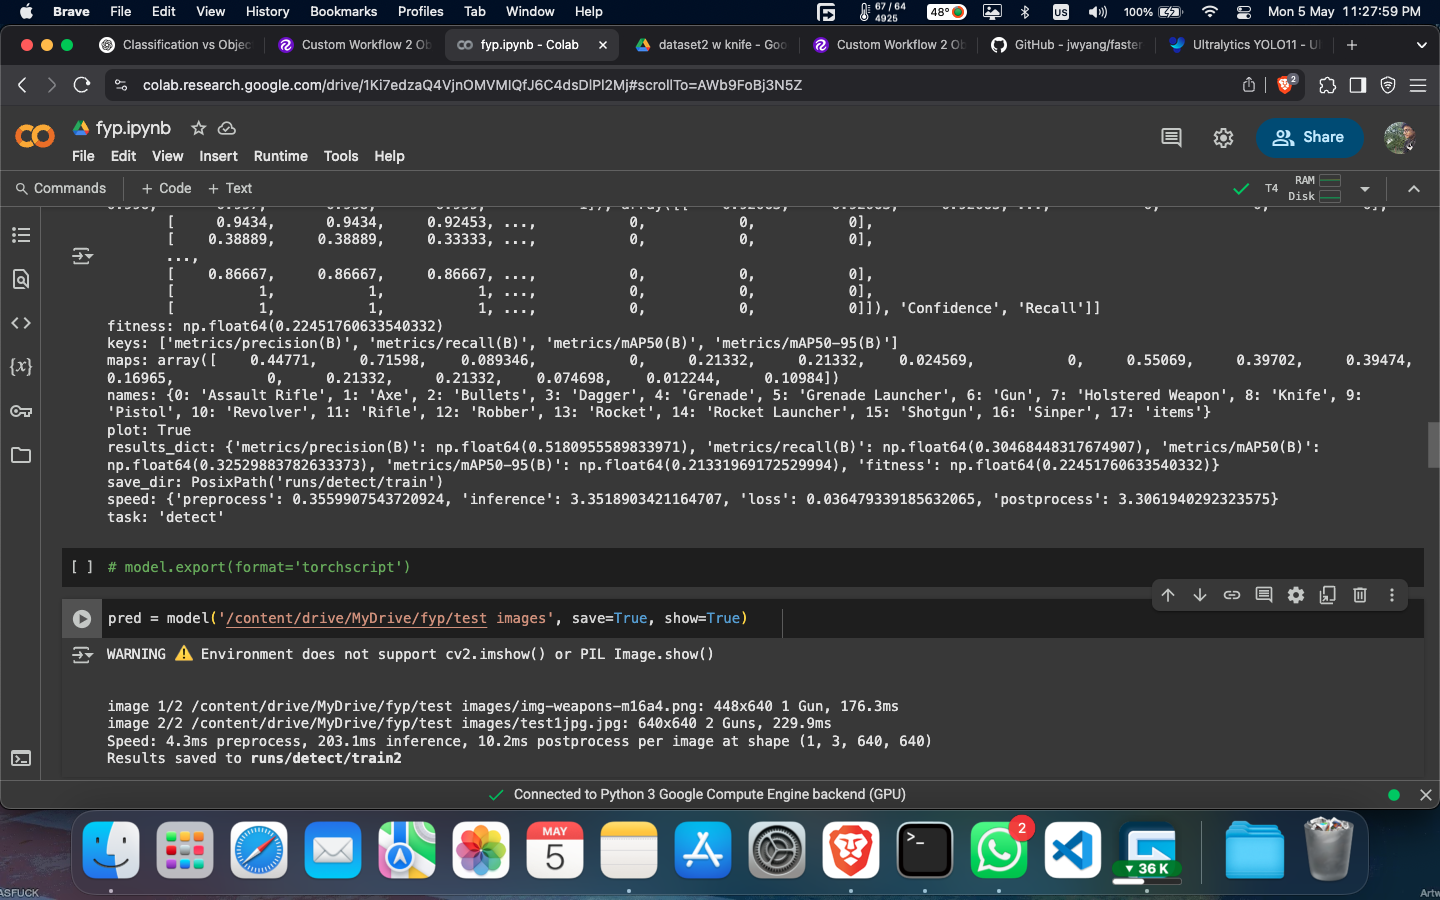 Brave File Edit View History Bookmarks Profiles Tab Window Help 67 / 64 4925 48° US 100% Mon 5 May 11:27:59 PM
Classification vs Objec Custom Workflow 2 Ob fyp.ipynb - Colab dataset2 w knife - Goo Custom Workflow 2 Ob GitHub - jwyang/faster Ultralytics YOLO11 - Ul
colab.research.google.com/drive/1Ki7edzaQ4VjnOMVMIQfJ6C4dsDlPl2Mj#scrollTo=AWb9FoBj3N5Z 2
fyp.ipynb
File Edit View Insert Runtime Tools Help
Share
Commands + Code + Text T4 RAM Disk
[ 0.9434, 0.9434, 0.92453, ..., 0, 0, 0],
[ 0.38889, 0.38889, 0.33333, ..., 0, 0, 0],
...,
[ 0.86667, 0.86667, 0.86667, ..., 0, 0, 0],
[ 1, 1, 1, ..., 0, 0, 0],
[ 1, 1, 1, ..., 0, 0, 0]]), 'Confidence', 'Recall']]
fitness: np.float64(0.22451760633540332)
keys: ['metrics/precision(B)', 'metrics/recall(B)', 'metrics/mAP50(B)', 'metrics/mAP50-95(B)']
maps: array([ 0.44771, 0.71598, 0.089346, 0, 0.21332, 0.21332, 0.024569, 0, 0.55069, 0.39702, 0.39474,
0.16965, 0, 0.21332, 0.21332, 0.074698, 0.012244, 0.10984])
names: {0: 'Assault Rifle', 1: 'Axe', 2: 'Bullets', 3: 'Dagger', 4: 'Grenade', 5: 'Grenade Launcher', 6: 'Gun', 7: 'Holstered Weapon', 8: 'Knife', 9:
'Pistol', 10: 'Revolver', 11: 'Rifle', 12: 'Robber', 13: 'Rocket', 14: 'Rocket Launcher', 15: 'Shotgun', 16: 'Sinper', 17: 'items'}
plot: True
results_dict: {'metrics/precision(B)': np.float64(0.5180955589833971), 'metrics/recall(B)': np.float64(0.30468448317674907), 'metrics/mAP50(B)':
np.float64(0.32529883782633373), 'metrics/mAP50-95(B)': np.float64(0.21331969172529994), 'fitness': np.float64(0.22451760633540332)}
save_dir: PosixPath('runs/detect/train')
speed: {'preprocess': 0.3559907543720924, 'inference': 3.3518903421164707, 'loss': 0.036479339185632065, 'postprocess': 3.3061940292323575}
task: 'detect'
[ ] # model.export(format='torchscript')
pred = model('/content/drive/MyDrive/fyp/test images', save=True, show=True)
WARNING ⚠️ Environment does not support cv2.imshow() or PIL Image.show()
image 1/2 /content/drive/MyDrive/fyp/test images/img-weapons-m16a4.png: 448x640 1 Gun, 176.3ms
image 2/2 /content/drive/MyDrive/fyp/test images/test1jpg.jpg: 640x640 2 Guns, 229.9ms
Speed: 4.3ms preprocess, 203.1ms inference, 10.2ms postprocess per image at shape (1, 3, 640, 640)
Results saved to runs/detect/train2
Connected to Python 3 Google Compute Engine backend (GPU)
MAY 5
2
36 K
ASFUCK
Artw